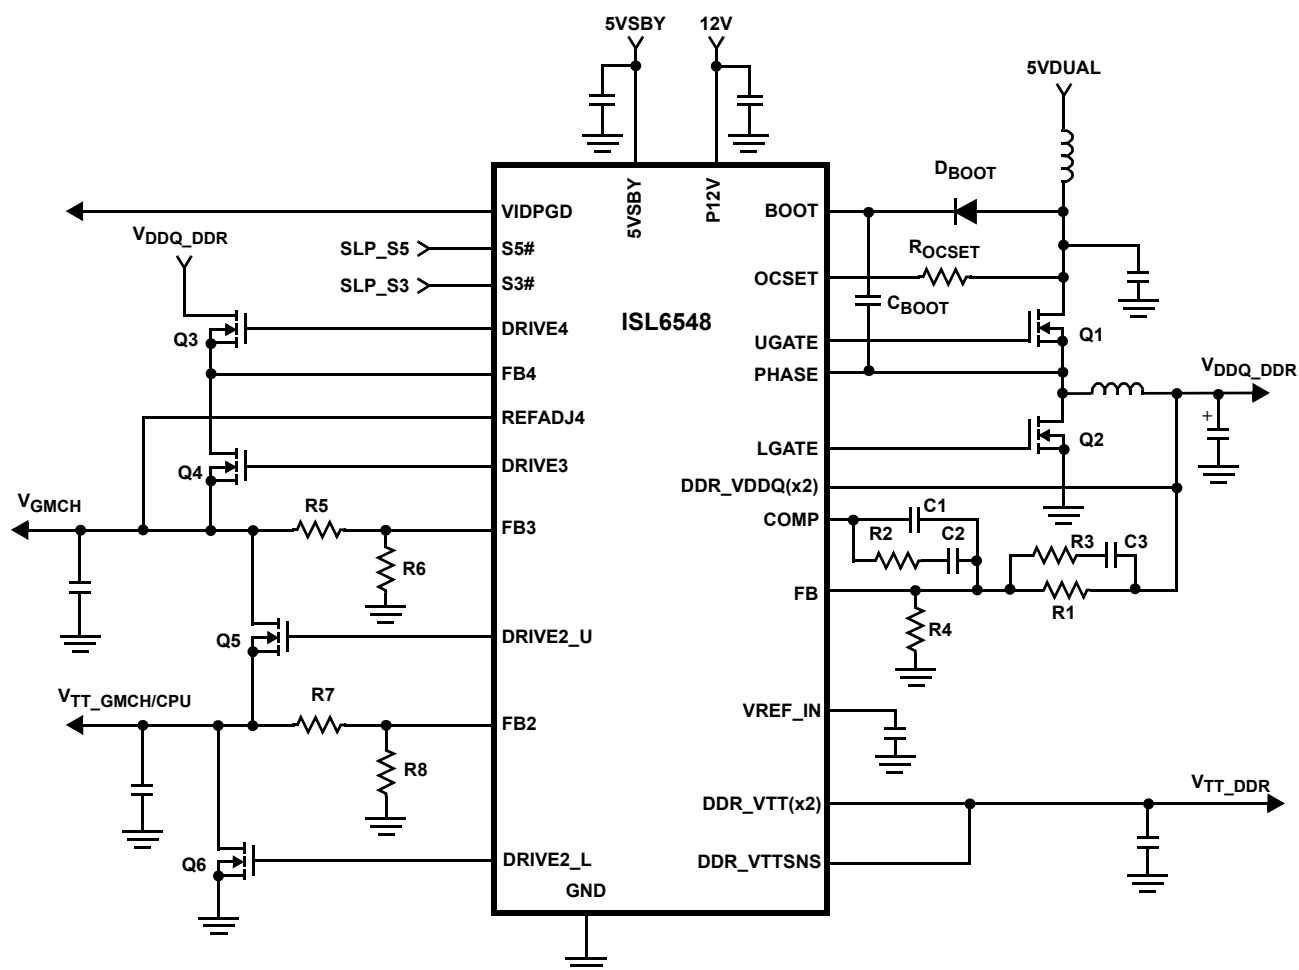 5VSBY
12V
5VDUAL
5VSBY
P12V
VIDPGD
BOOT
DBOOT
VDDQ_DDR
SLP_S5
S5#
SLP_S3
S3#
OCSET
ROCSET
CBOOT
ISL6548
Q3
DRIVE4
UGATE
Q1
FB4
PHASE
VDDQ_DDR
REFADJ4
+
Q4
DRIVE3
LGATE
Q2
DDR_VDDQ(x2)
VGMCH
R5
FB3
COMP
C1
R2
C2
R3
C3
R6
FB
R1
R4
Q5
DRIVE2_U
VTT_GMCH/CPU
R7
FB2
VREF_IN
R8
DDR_VTT(x2)
VTT_DDR
Q6
DRIVE2_L
DDR_VTTSNS
GND